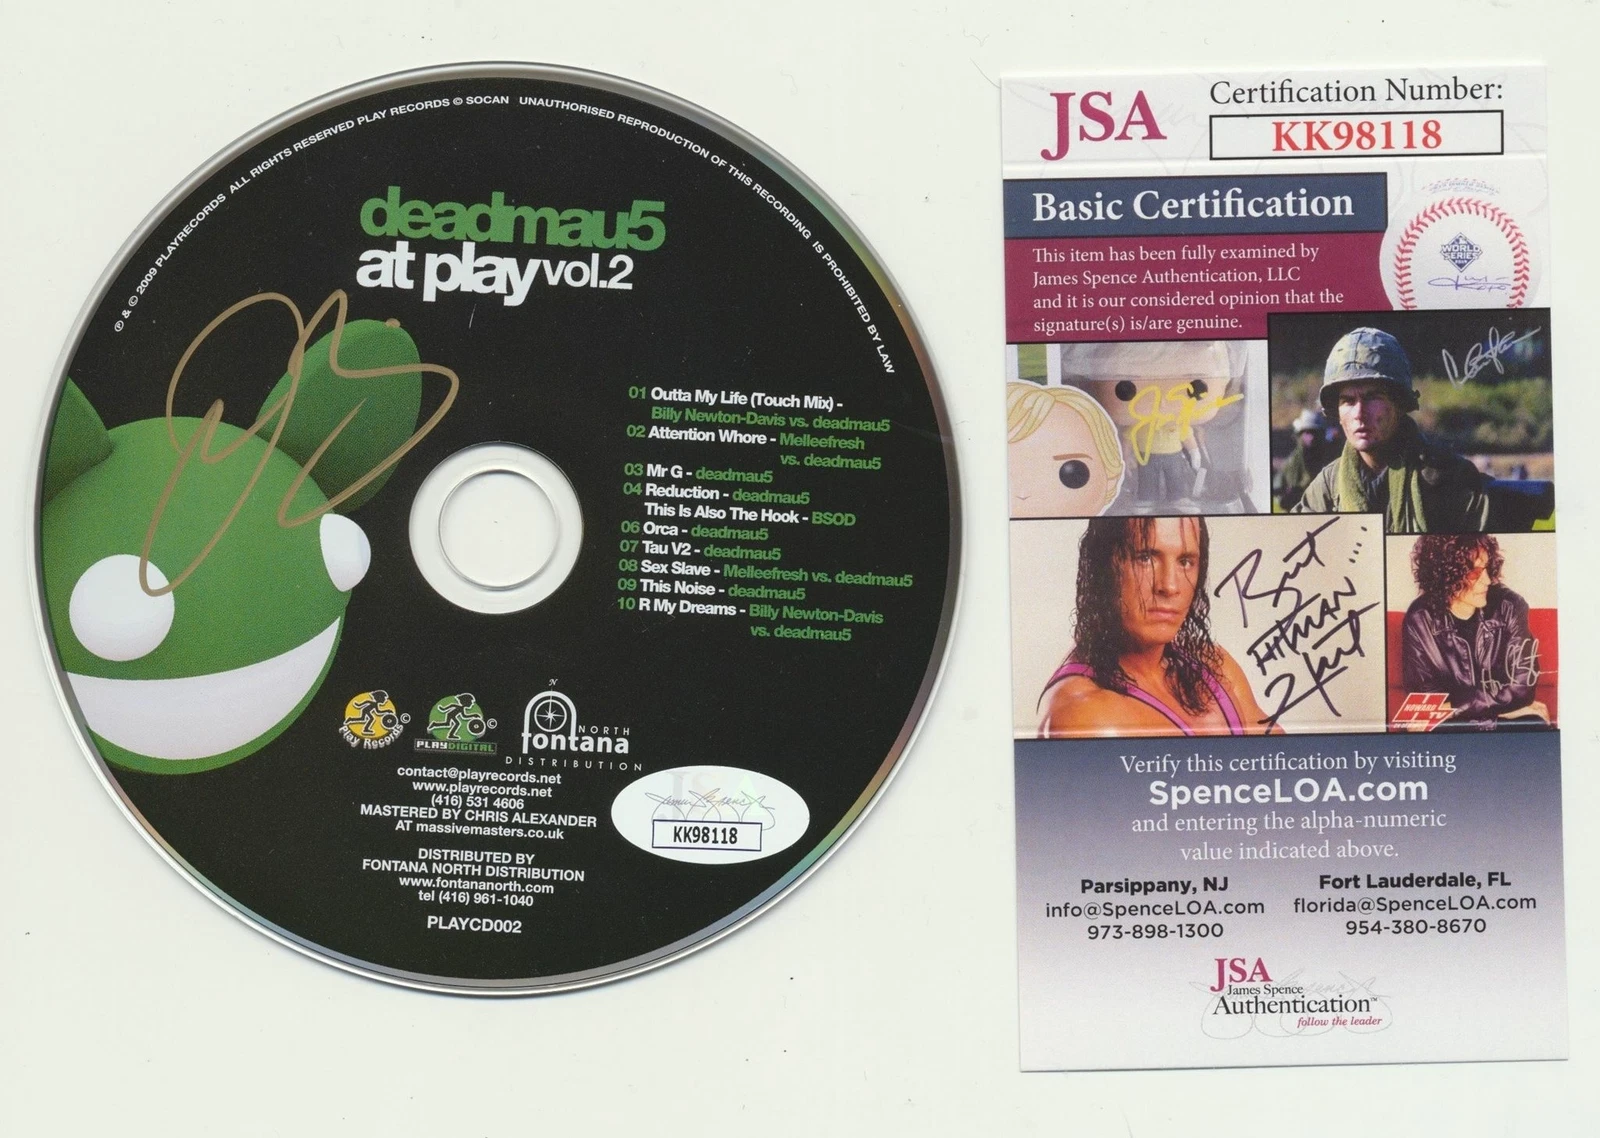 ℗ & © 2009 PLAYRECORDS ALL RIGHTS RESERVED PLAY RECORDS © SOCAN UNAUTHORISED REPRODUCTION OF THIS RECORDING IS PROHIBITED BY LAW
deadmau5
at play vol.2
01 Outta My Life (Touch Mix) -
Billy Newton-Davis vs. deadmau5
02 Attention Whore - Melleefresh
vs. deadmau5
03 Mr G - deadmau5
04 Reduction - deadmau5
This Is Also The Hook - BSOD
06 Orca - deadmau5
07 Tau V2 - deadmau5
08 Sex Slave - Melleefresh vs. deadmau5
09 This Noise - deadmau5
10 R My Dreams - Billy Newton-Davis
vs. deadmau5
Play Records ©
PLAYDIGITAL ©
N
NORTH
fontana
DISTRIBUTION
contact@playrecords.net
www.playrecords.net
(416) 531 4606
MASTERED BY CHRIS ALEXANDER
AT massivemasters.co.uk
DISTRIBUTED BY
FONTANA NORTH DISTRIBUTION
www.fontananorth.com
tel (416) 961-1040
PLAYCD002
JSA
KK98118
JSA
Certification Number:
KK98118
Basic Certification
This item has been fully examined by
James Spence Authentication, LLC
and it is our considered opinion that the
signature(s) is/are genuine.
WORLD
SERIES
Bret
HITMAN
Hart
HOWARD
TV
Verify this certification by visiting
SpenceLOA.com
and entering the alpha-numeric
value indicated above.
Parsippany, NJ
info@SpenceLOA.com
973-898-1300
Fort Lauderdale, FL
florida@SpenceLOA.com
954-380-8670
JSA
James Spence
Authentication™
follow the leader